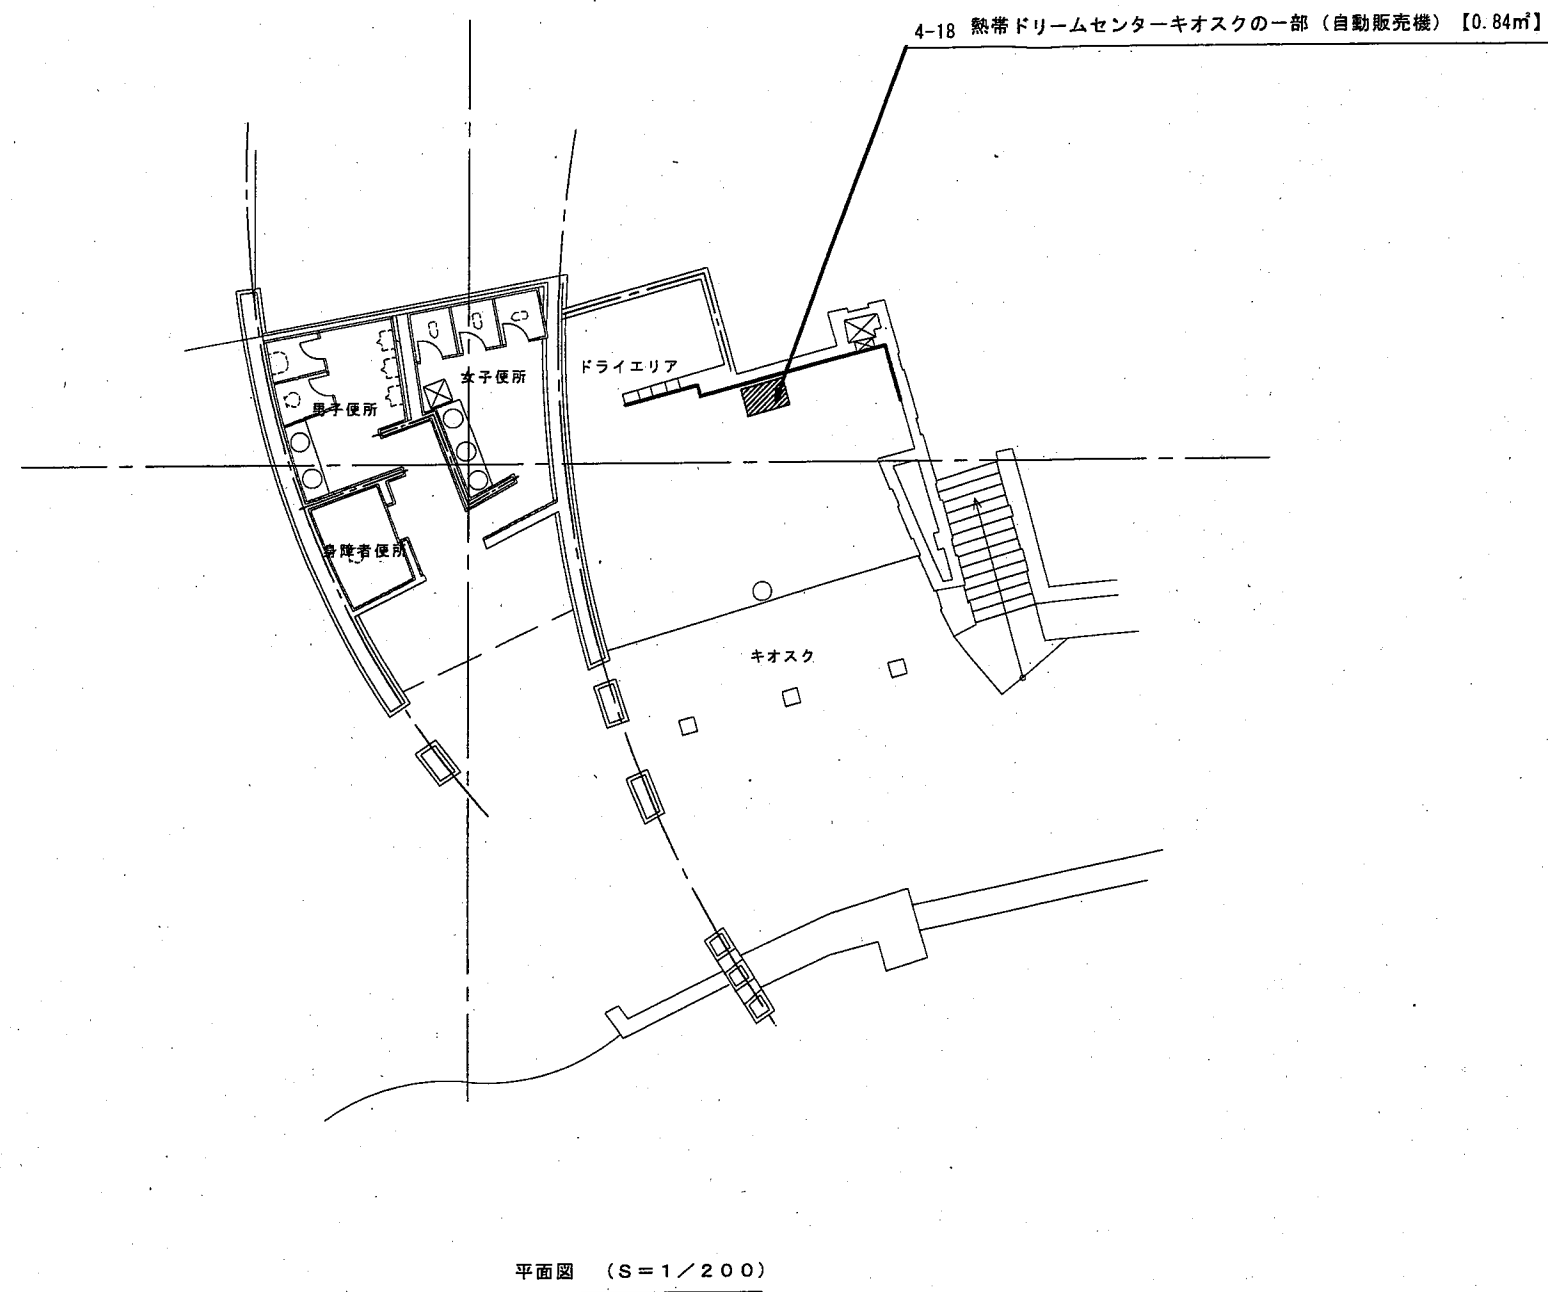 4-18 熱帯ドリームセンターキオスクの一部（自動販売機）【0.84㎡】
ドライエリア
女子便所
男子便所
身障者便所
キオスク
平面図 （S＝1／200）